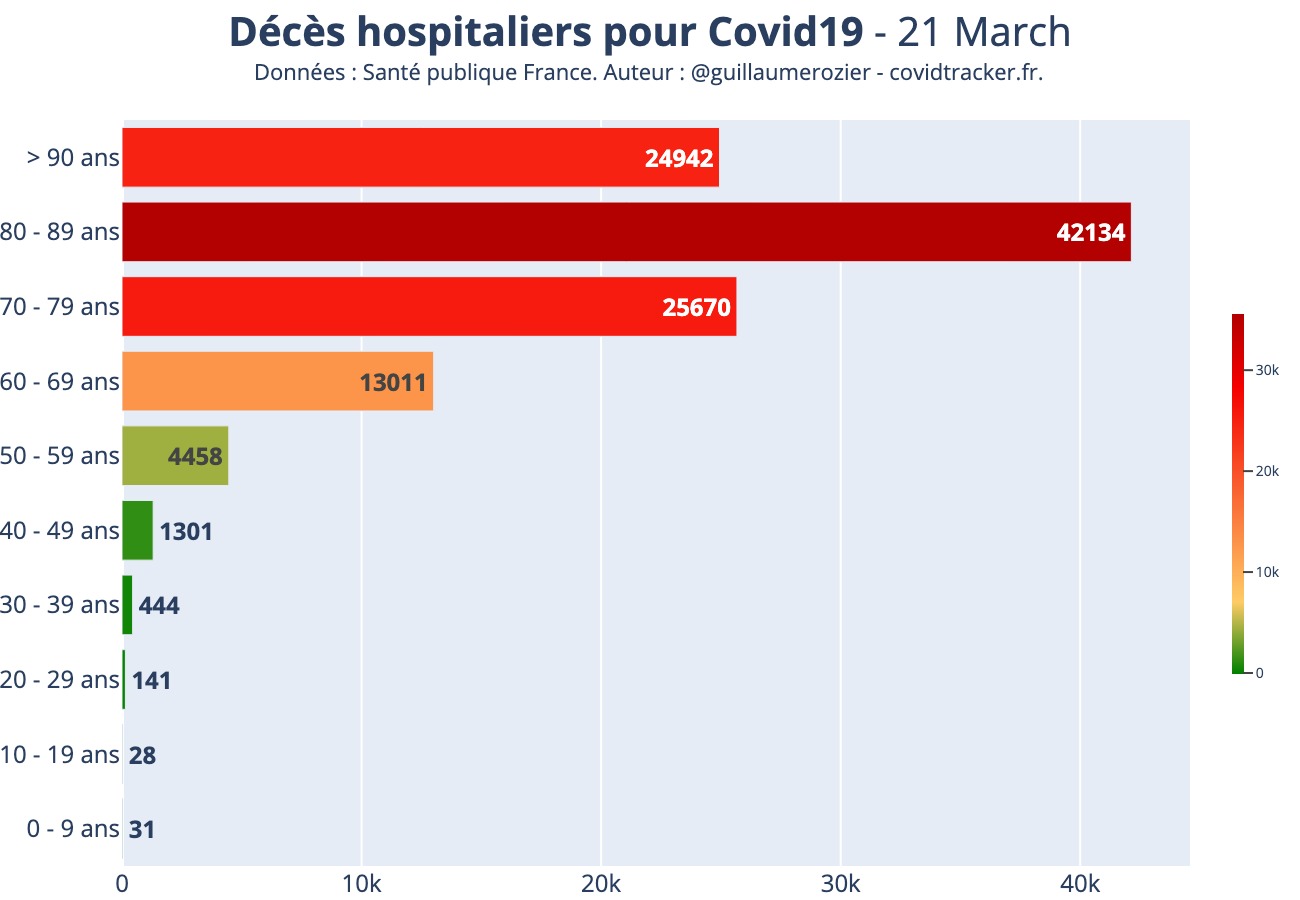 Décès hospitaliers pour Covid19 - 21 March
Données : Santé publique France. Auteur : @guillaumerozier - covidtracker.fr.
> 90 ans 24942
80 - 89 ans 42134
70 - 79 ans 25670
60 - 69 ans 13011
50 - 59 ans 4458
40 - 49 ans 1301
30 - 39 ans 444
20 - 29 ans 141
10 - 19 ans 28
0 - 9 ans 31
0 10k 20k 30k 40k
30k
20k
10k
0